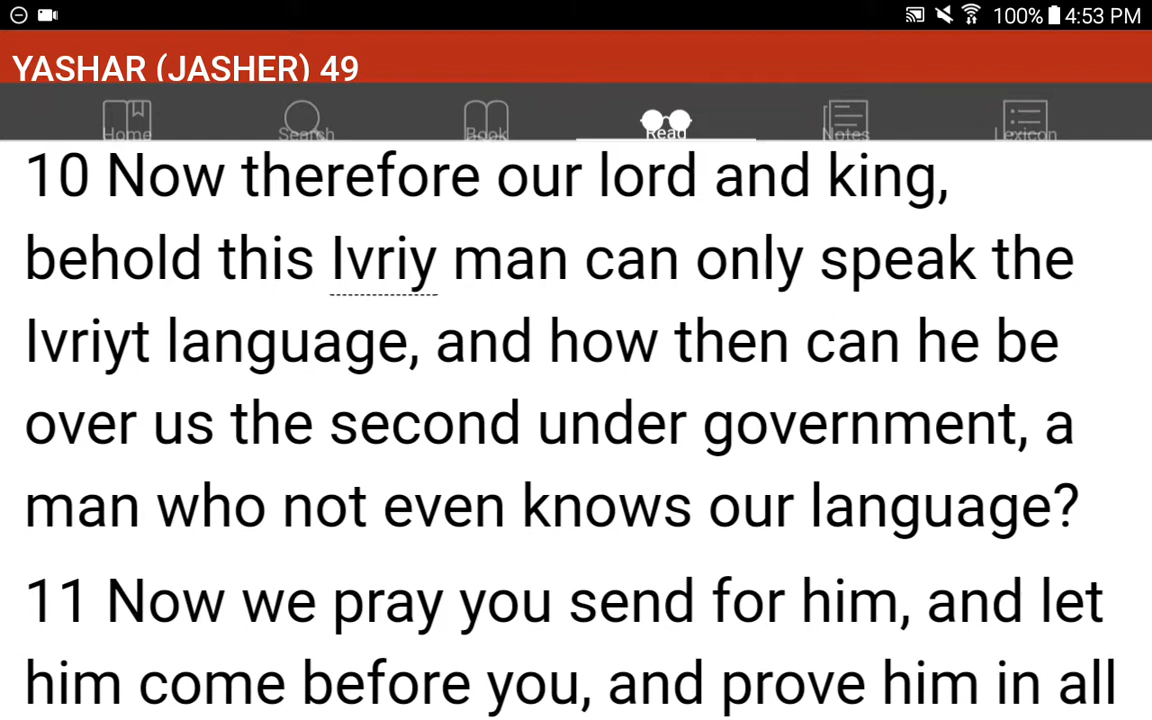 100% 4:53 PM
YASHAR (JASHER) 49
Home Search Book Read Notes Lexicon
10 Now therefore our lord and king,
behold this Ivriy man can only speak the
Ivriyt language, and how then can he be
over us the second under government, a
man who not even knows our language?
11 Now we pray you send for him, and let
him come before you, and prove him in all